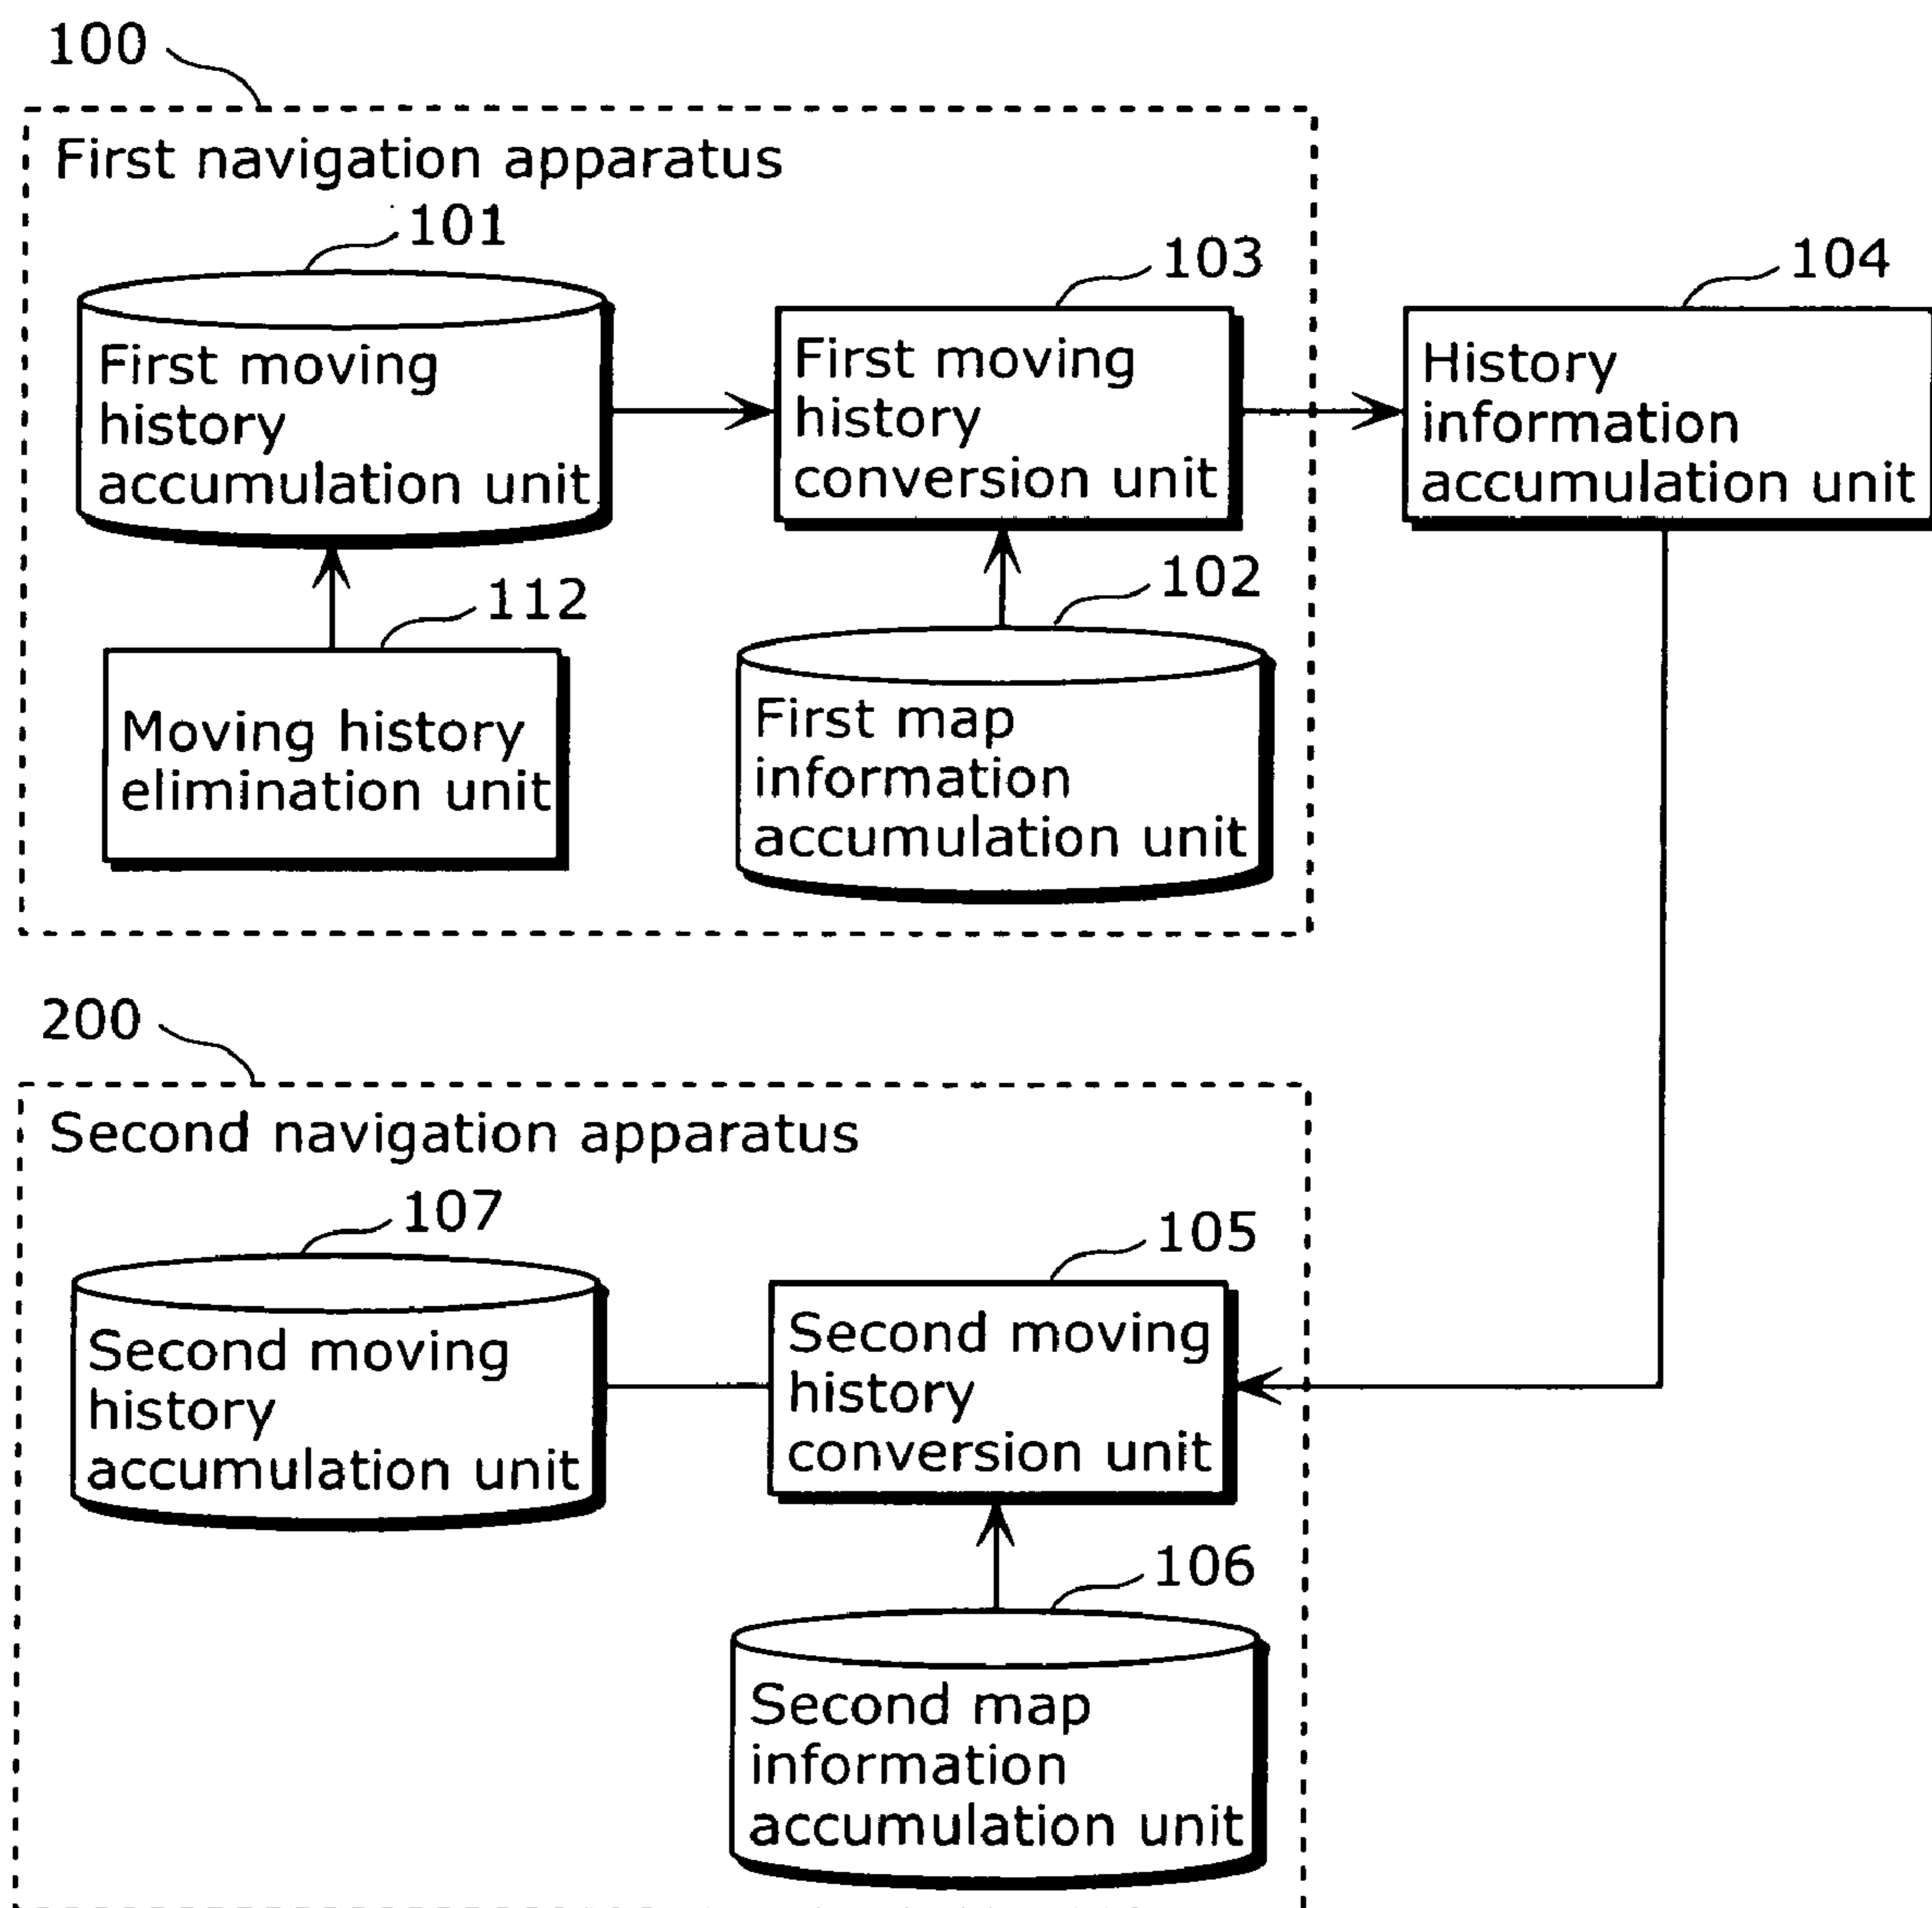 100
First navigation apparatus
101
103
104
First moving
history
accumulation unit
First moving
history
conversion unit
History
information
accumulation unit
112
102
Moving history
elimination unit
First map
information
accumulation unit
200
Second navigation apparatus
107
105
Second moving
history
accumulation unit
Second moving
history
conversion unit
106
Second map
information
accumulation unit